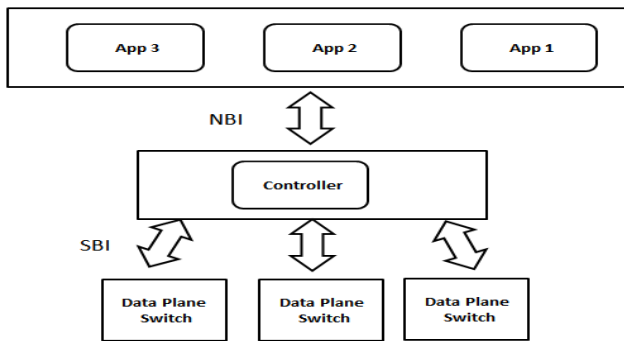 App 3
App 2
App 1
NBI
Controller
SBI
Data Plane
Switch
Data Plane
Switch
Data Plane
Switch